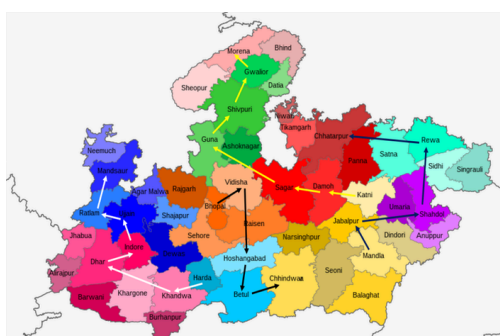 Morena
Bhind
Gwalior
Sheopur
Datia
Shivpuri
Niwari
Tikamgarh
Chhatarpur
Rewa
Guna
Ashoknagar
Panna
Satna
Sidhi
Singrauli
Neemuch
Mandsaur
Agar Malwa
Rajgarh
Vidisha
Sagar
Damoh
Katni
Umaria
Shahdol
Anuppur
Ratlam
Shajapur
Bhopal
Raisen
Jabalpur
Dindori
Jhabua
Indore
Sehore
Narsinghpur
Mandla
Dhar
Hoshangabad
Alirajpur
Harda
Seoni
Barwani
Khargone
Khandwa
Betul
Chhindwara
Balaghat
Burhanpur